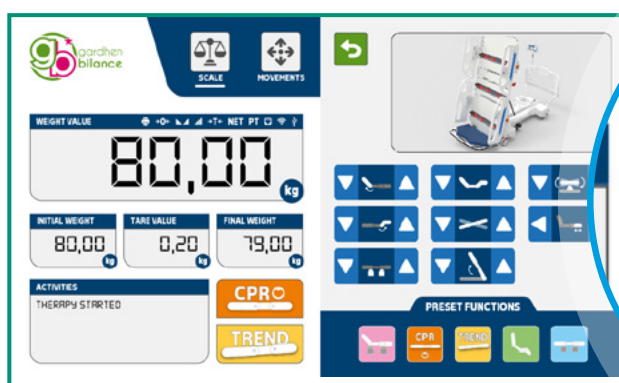 gardhen
bilance
SCALE
MOVEMENTS
WEIGHT VALUE
→0← →T← NET PT
80,00
kg
INITIAL WEIGHT
80,00
kg
TARE VALUE
0,20
kg
FINAL WEIGHT
79,00
kg
ACTIVITIES
THERAPY STARTED
CPR
TREND
PRESET FUNCTIONS
CPR
TREND